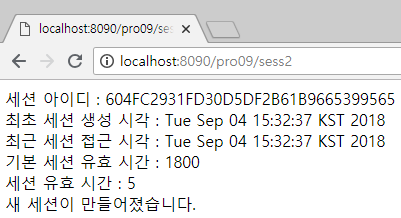 localhost:8090/pro09/ses
localhost:8090/pro09/sess2
세션 아이디 : 604FC2931FD30D5DF2B61B9665399565
최초 세션 생성 시각 : Tue Sep 04 15:32:37 KST 2018
최근 세션 접근 시각 : Tue Sep 04 15:32:37 KST 2018
기본 세션 유효 시간 : 1800
세션 유효 시간 : 5
새 세션이 만들어졌습니다.